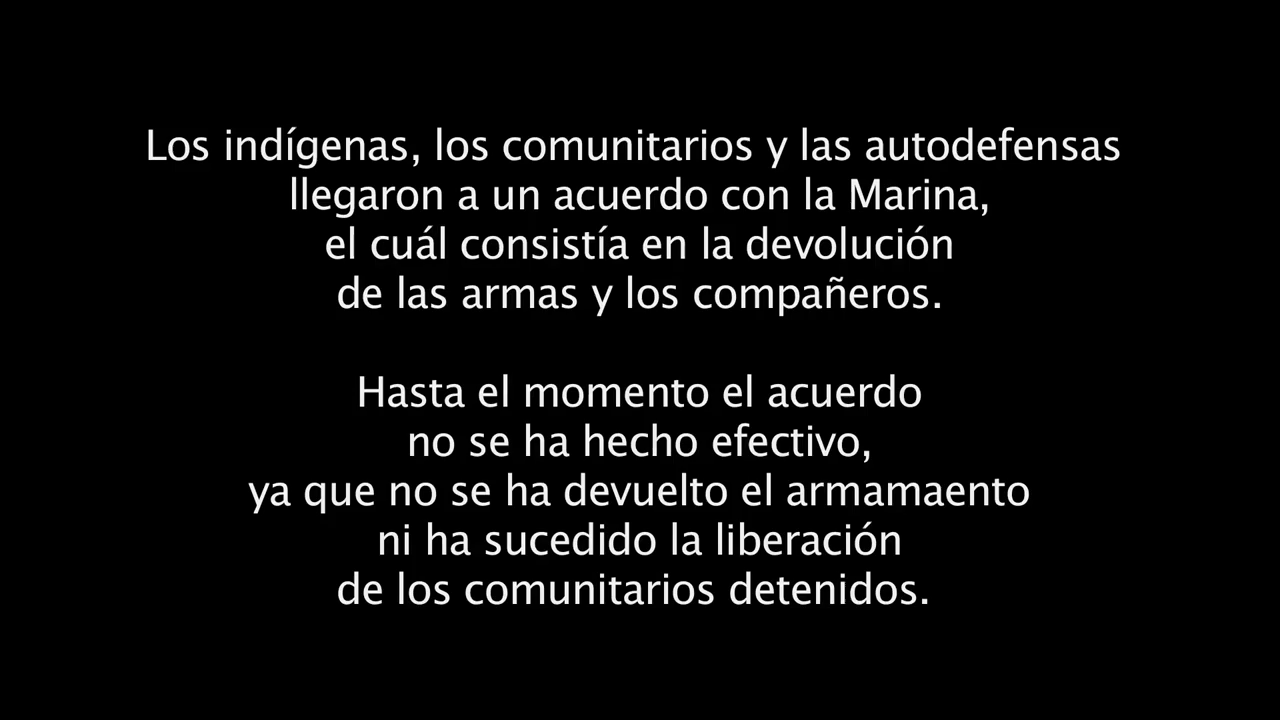 Los indígenas, los comunitarios y las autodefensas
llegaron a un acuerdo con la Marina,
el cuál consistía en la devolución
de las armas y los compañeros.
Hasta el momento el acuerdo
no se ha hecho efectivo,
ya que no se ha devuelto el armamaento
ni ha sucedido la liberación
de los comunitarios detenidos.